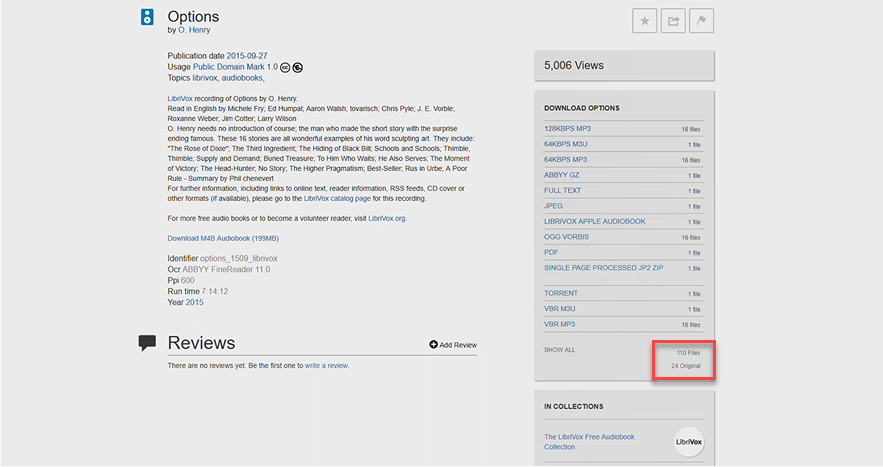 Options
by O. Henry
Publication date 2015-09-27
Usage Public Domain Mark 1.0
Topics librivox, audiobooks,
LibriVox recording of Options by O. Henry.
Read in English by Michele Fry; Ed Humpal; Aaron Walsh; tovarisch; Chris Pyle; J. E. Vorble;
Roxanne Weber; Jim Cotter; Larry Wilson
O. Henry needs no introduction of course; the man who made the short story with the surprise
ending famous. These 16 stories are all wonderful examples of his word sculpting art. They include:
"The Rose of Dixie"; The Third Ingredient; The Hiding of Black Bill; Schools and Schools; Thimble,
Thimble; Supply and Demand; Buried Treasure; To Him Who Waits; He Also Serves; The Moment
of Victory; The Head-Hunter; No Story; The Higher Pragmatism; Best-Seller; Rus in Urbe; A Poor
Rule - Summary by Phil chenevert
For further information, including links to online text, reader information, RSS feeds, CD cover or
other formats (if available), please go to the LibriVox catalog page for this recording.
For more free audio books or to become a volunteer reader, visit LibriVox.org.
Download M4B Audiobook (199MB)
Identifier options_1509_librivox
Ocr ABBYY FineReader 11.0
Ppi 600
Run time 7:14:12
Year 2015
Reviews
Add Review
There are no reviews yet. Be the first one to write a review.
5,006 Views
DOWNLOAD OPTIONS
128KBPS MP3 16 files
64KBPS M3U 1 file
64KBPS MP3 16 files
ABBYY GZ 1 file
FULL TEXT 1 file
JPEG 1 file
LIBRIVOX APPLE AUDIOBOOK 1 file
OGG VORBIS 16 files
PDF 1 file
SINGLE PAGE PROCESSED JP2 ZIP 1 file
TORRENT 1 file
VBR M3U 1 file
VBR MP3 16 files
SHOW ALL 110 Files
24 Original
IN COLLECTIONS
The LibriVox Free Audiobook
Collection
LibriVox